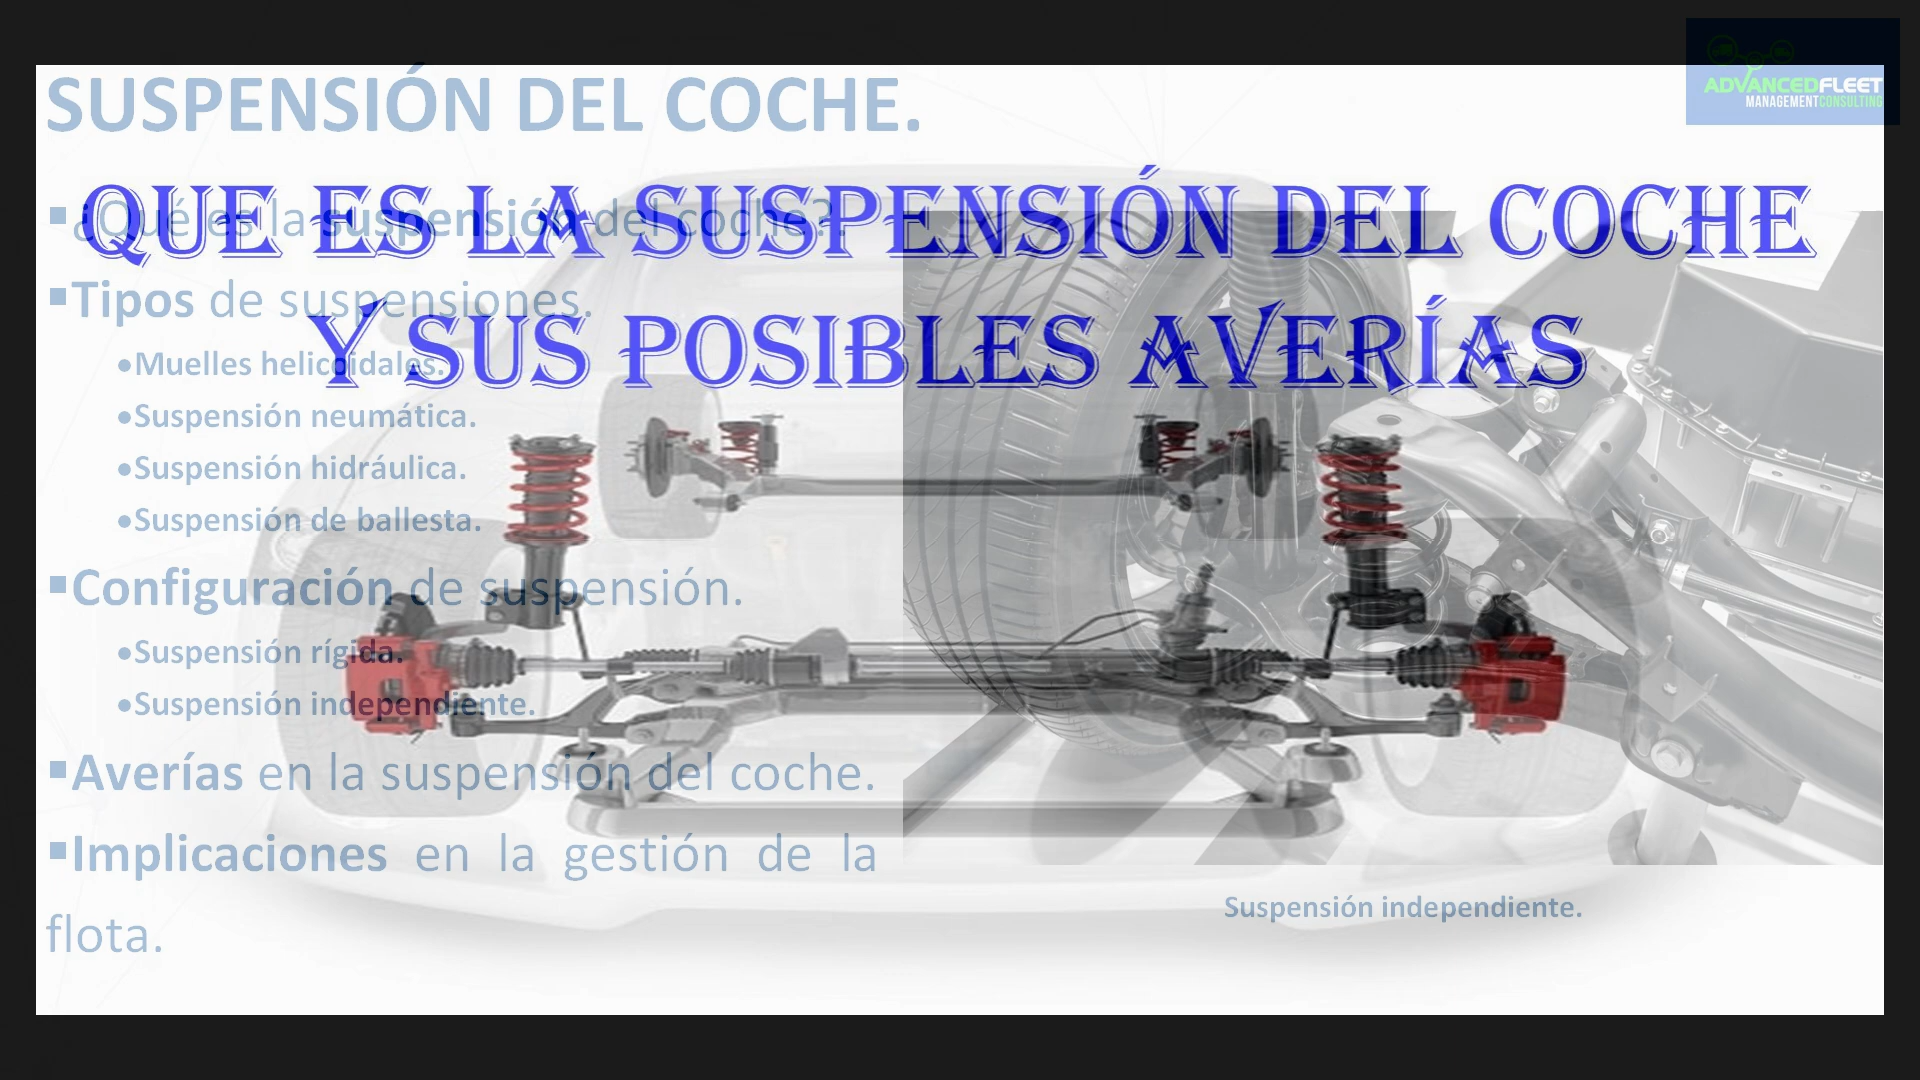 SUSPENSIÓN DEL COCHE.
ADVANCEDFLEET
MANAGEMENTCONSULTING
QUE ES LA SUSPENSIÓN DEL COCHE
Y SUS POSIBLES AVERÍAS
▪¿Qué es la suspensión del coche?.
▪Tipos de suspensiones.
•Muelles helicoidales.
•Suspensión neumática.
•Suspensión hidráulica.
•Suspensión de ballesta.
▪Configuración de suspensión.
•Suspensión rígida.
•Suspensión independiente.
▪Averías en la suspensión del coche.
▪Implicaciones en la gestión de la
flota.
Suspensión independiente.